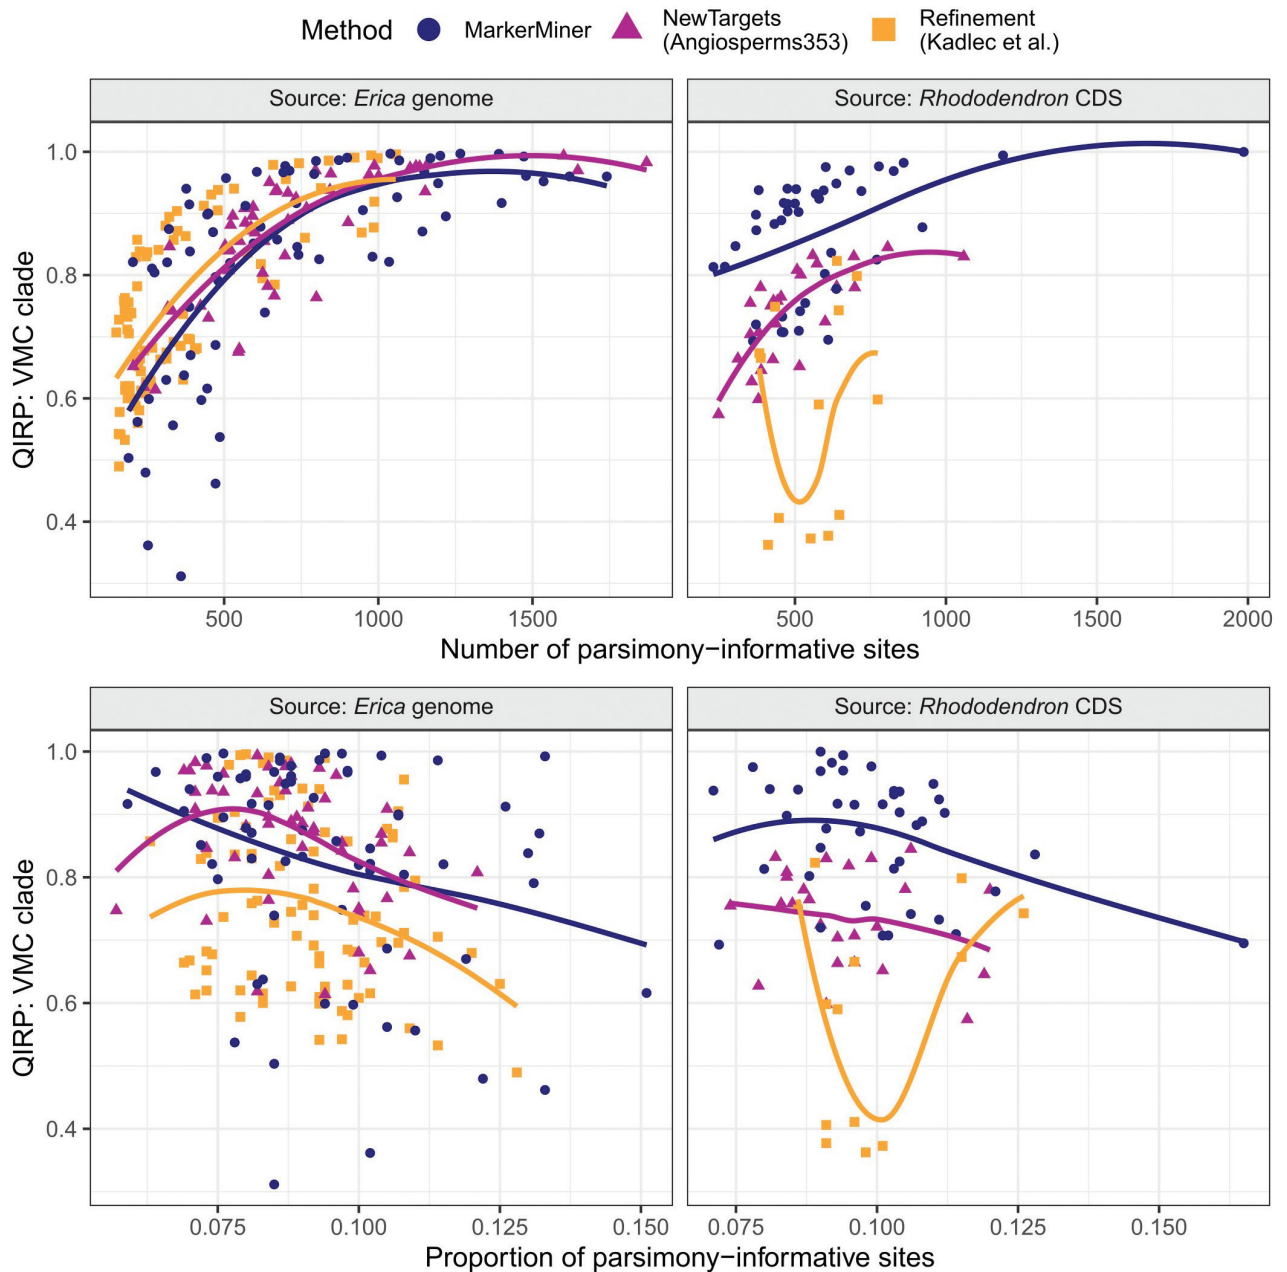 Method MarkerMiner NewTargets (Angiosperms353) Refinement (Kadlec et al.)
Source: Erica genome
Source: Rhododendron CDS
QIRP: VMC clade
1.0
0.8
0.6
0.4
500 1000 1500
500 1000 1500 2000
Number of parsimony−informative sites
Source: Erica genome
Source: Rhododendron CDS
QIRP: VMC clade
1.0
0.8
0.6
0.4
0.075 0.100 0.125 0.150
0.075 0.100 0.125 0.150
Proportion of parsimony−informative sites